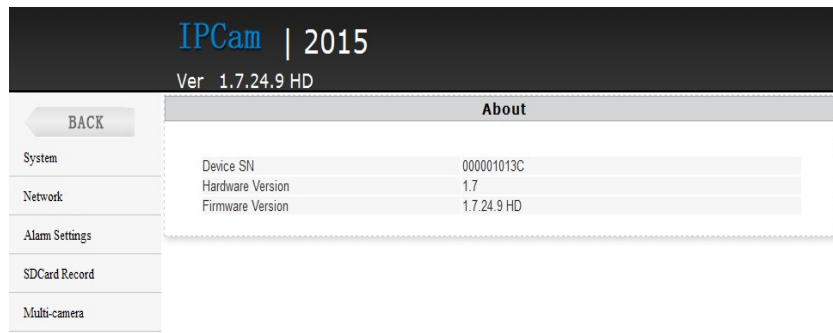 IPCam | 2015
Ver 1.7.24.9 HD
BACK
System
Network
Alarm Settings
SDCard Record
Multi-camera
About
Device SN 000001013C
Hardware Version 1.7
Firmware Version 1.7.24.9 HD